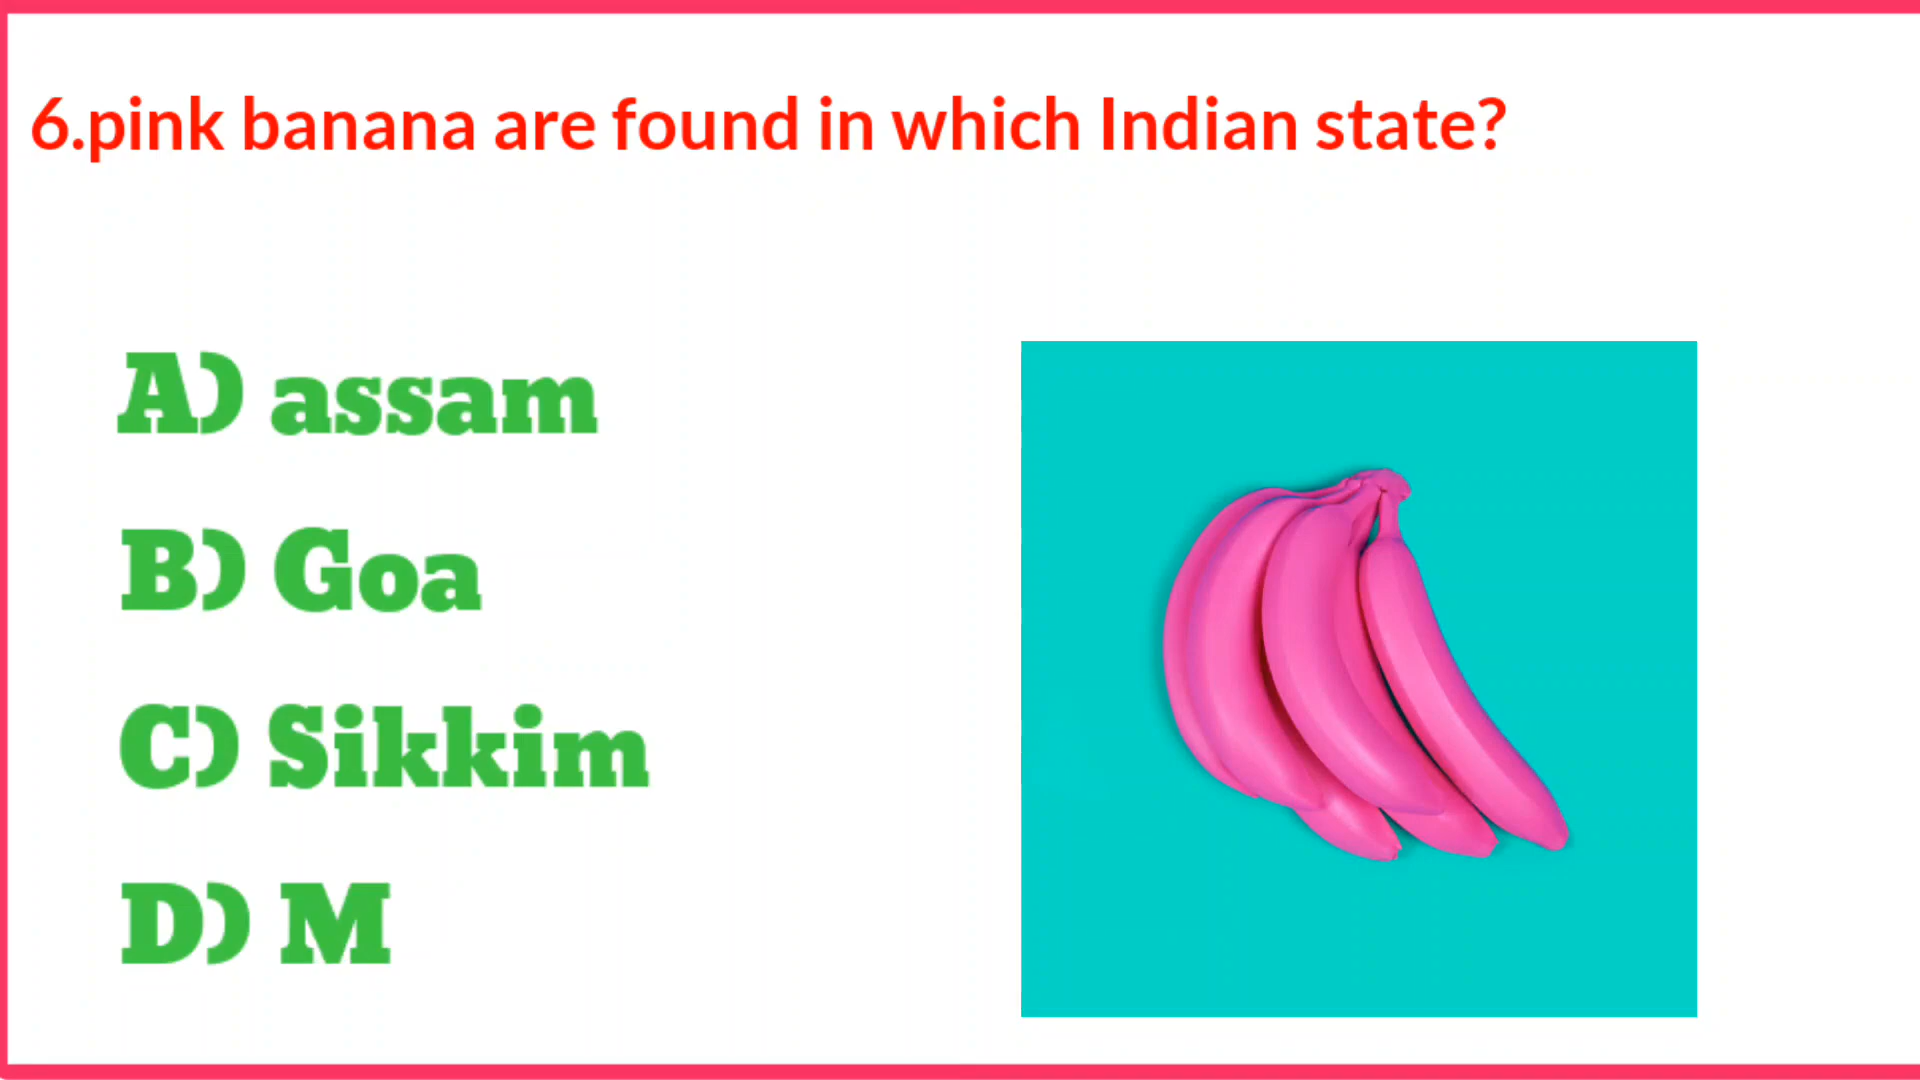 6.pink banana are found in which Indian state?
A) assam
B) Goa
C) Sikkim
D) M